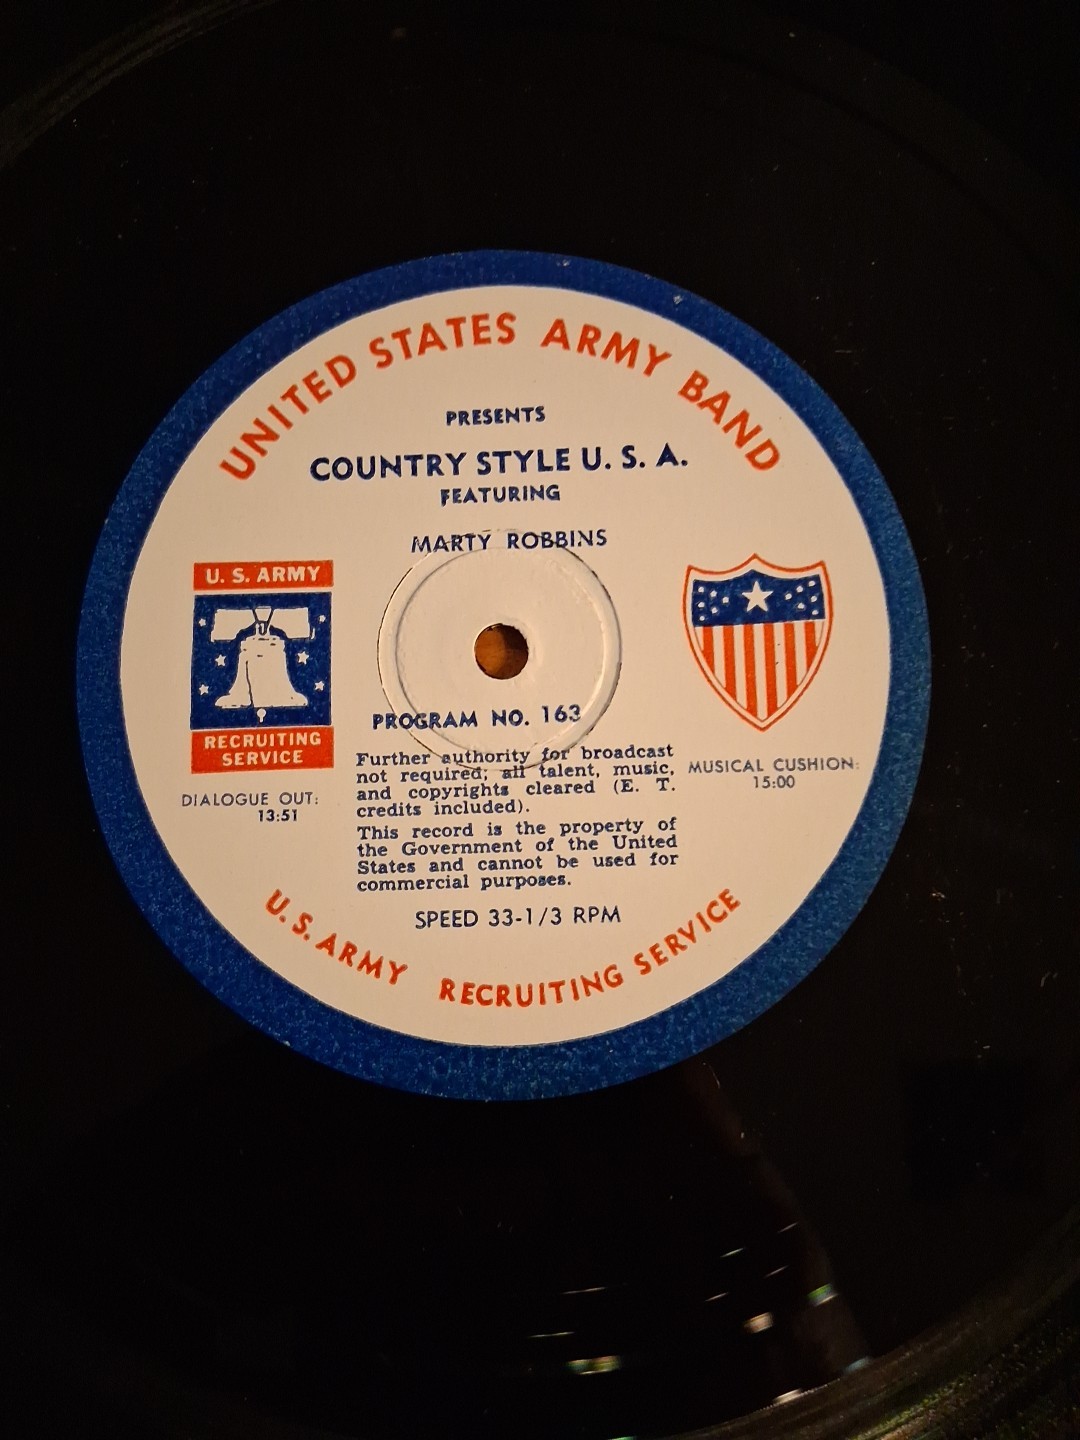 UNITED STATES ARMY BAND
PRESENTS
COUNTRY STYLE U. S. A.
FEATURING
MARTY ROBBINS
U. S. ARMY
RECRUITING
SERVICE
DIALOGUE OUT:
13:51
PROGRAM NO. 163
Further authority for broadcast
not required; all talent, music,
and copyrights cleared (E. T.
credits included).
This record is the property of
the Government of the United
States and cannot be used for
commercial purposes.
MUSICAL CUSHION:
15:00
SPEED 33-1/3 RPM
U. S. ARMY RECRUITING SERVICE